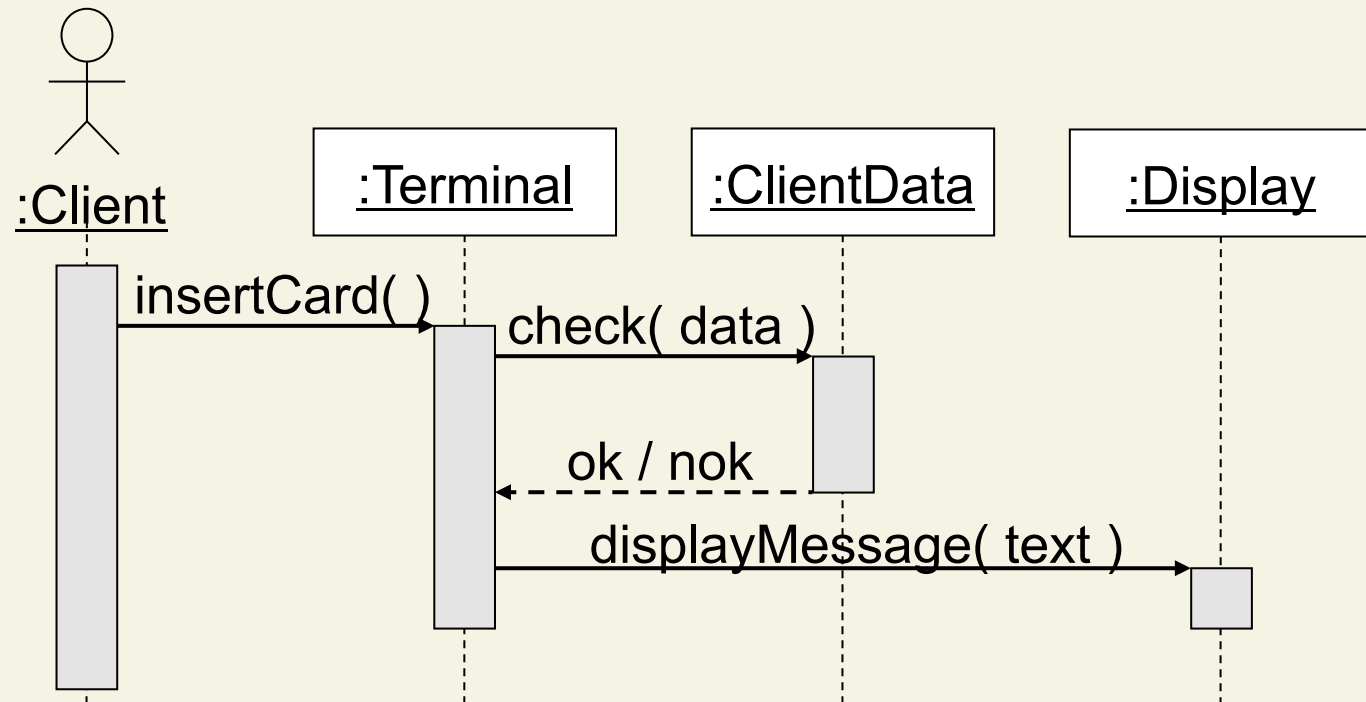 :Client
:Terminal
:ClientData
:Display
insertCard( )
check( data )
ok / nok
displayMessage( text )